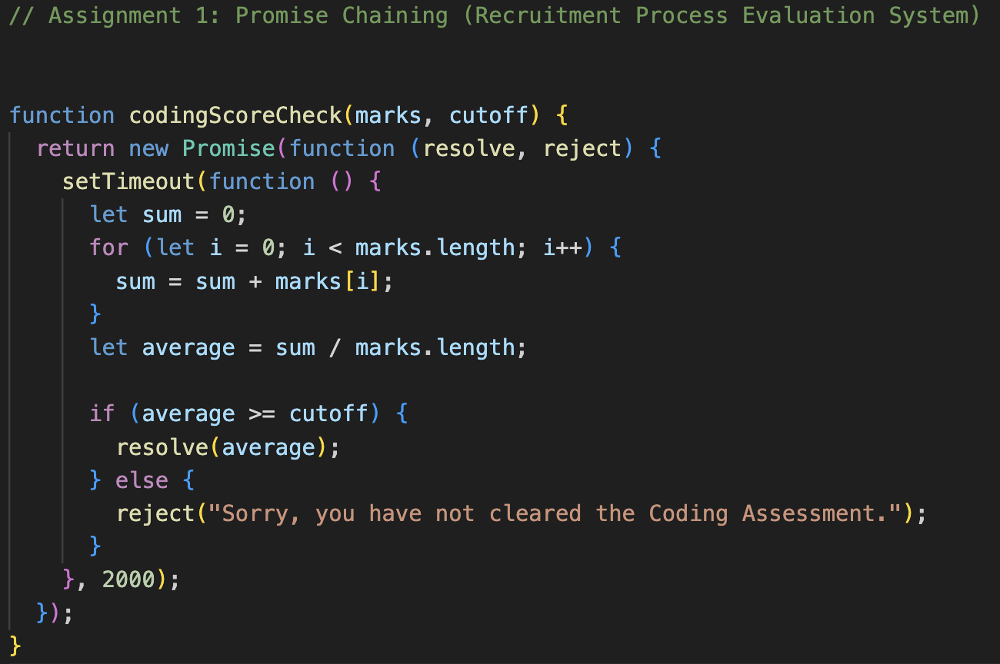 // Assignment 1: Promise Chaining (Recruitment Process Evaluation System)
function codingScoreCheck(marks, cutoff) {
  return new Promise(function (resolve, reject) {
    setTimeout(function () {
      let sum = 0;
      for (let i = 0; i < marks.length; i++) {
        sum = sum + marks[i];
      }
      let average = sum / marks.length;
      if (average >= cutoff) {
        resolve(average);
      } else {
        reject("Sorry, you have not cleared the Coding Assessment.");
      }
    }, 2000);
  });
}